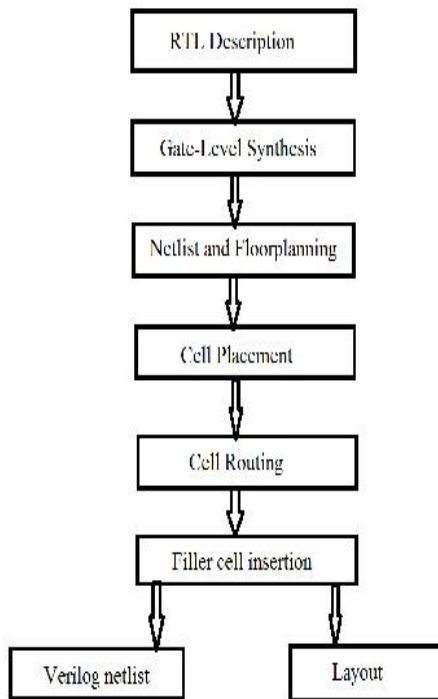 RTL Description
Gate-Level Synthesis
Netlist and Floorplanning
Cell Placement
Cell Routing
Filler cell insertion
Verilog netlist
Layout